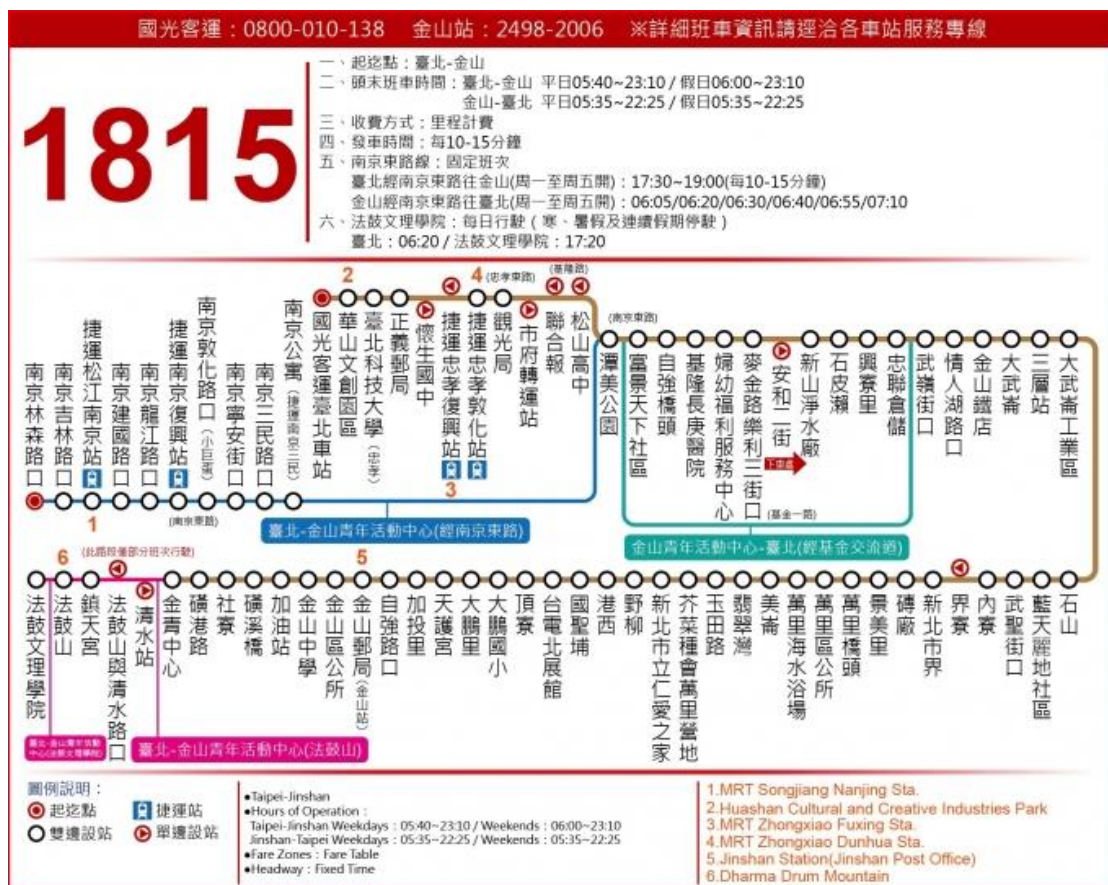 國光客運:0800-010-138 金山站:2498-2006 ※詳細班車資訊請逕洽各車站服務專線
1815
一、起迄點:臺北-金山
二、頭末班車時間:臺北-金山 平日05:40~23:10 / 假日06:00~23:10
金山-臺北 平日05:35~22:25 / 假日05:35~22:25
三、收費方式:里程計費
四、發車時間:每10-15分鐘
五、南京東路線:固定班次
臺北經南京東路往金山(周一至周五開):17:30~19:00(每10-15分鐘)
金山經南京東路往臺北(周一至周五開):06:05/06:20/06:30/06:40/06:55/07:10
六、法鼓文理學院:每日行駛(寒、暑假及連續假期停駛)
臺北:06:20 / 法鼓文理學院:17:20
2
4
(忠孝東路)
(基隆路)
(南京東路)
南京林森路口
南京吉林路口
捷運松江南京站
南京建國路口
南京龍江路口
捷運南京復興站
南京敦化路口(小巨蛋)
南京寧安街口
南京三民路口
南京公寓(捷運南京三民)
國光客運臺北車站
華山文創園區
臺北科技大學(忠孝)
正義郵局
懷生國中
捷運忠孝復興站
捷運忠孝敦化站
觀光局
市府轉運站
聯合報
松山高中
潭美公園
富景天下社區
自強橋頭
基隆長庚醫院
婦幼福利服務中心
麥金路樂利三街口
安和二街
新山淨水廠
石皮瀨
興寮里
忠聯倉儲
武嶺街口
情人湖路口
金山鐵店
大武崙
三層站
大武崙工業區
1
(南京東路)
3
(基金一路)
臺北-金山青年活動中心(經南京東路)
金山青年活動中心-臺北(經基金交流道)
6
(此路段僅部分班次行駛)
5
法鼓文理學院
法鼓山
鎮天宮
法鼓山與清水路口
清水站
金青中心
磺港路
社寮
磺溪橋
加油站
金山中學
金山區公所
金山郵局(金山站)
自強路口
加投里
天護宮
大鵬里
大鵬國小
頂寮
台電北展館
國聖埔
港西
野柳
新北市立仁愛之家
芥菜種會萬里營地
玉田路
翡翠灣
美崙
萬里海水浴場
萬里區公所
萬里橋頭
景美里
磚廠
新北市界
界寮
內寮
武聖街口
藍天麗地社區
石山
臺北-金山青年活動中心(法鼓文理學院)
臺北-金山青年活動中心(法鼓山)
圖例說明:
起迄點 捷運站
雙邊設站 單邊設站
●Taipei-Jinshan
●Hours of Operation:
Taipei-Jinshan Weekdays:05:40~23:10 / Weekends:06:00~23:10
Jinshan-Taipei Weekdays:05:35~22:25 / Weekends:05:35~22:25
●Fare Zones:Fare Table
●Headway:Fixed Time
1.MRT Songjiang Nanjing Sta.
2.Huashan Cultural and Creative Industries Park
3.MRT Zhongxiao Fuxing Sta.
4.MRT Zhongxiao Dunhua Sta.
5.Jinshan Station(Jinshan Post Office)
6.Dharma Drum Mountain